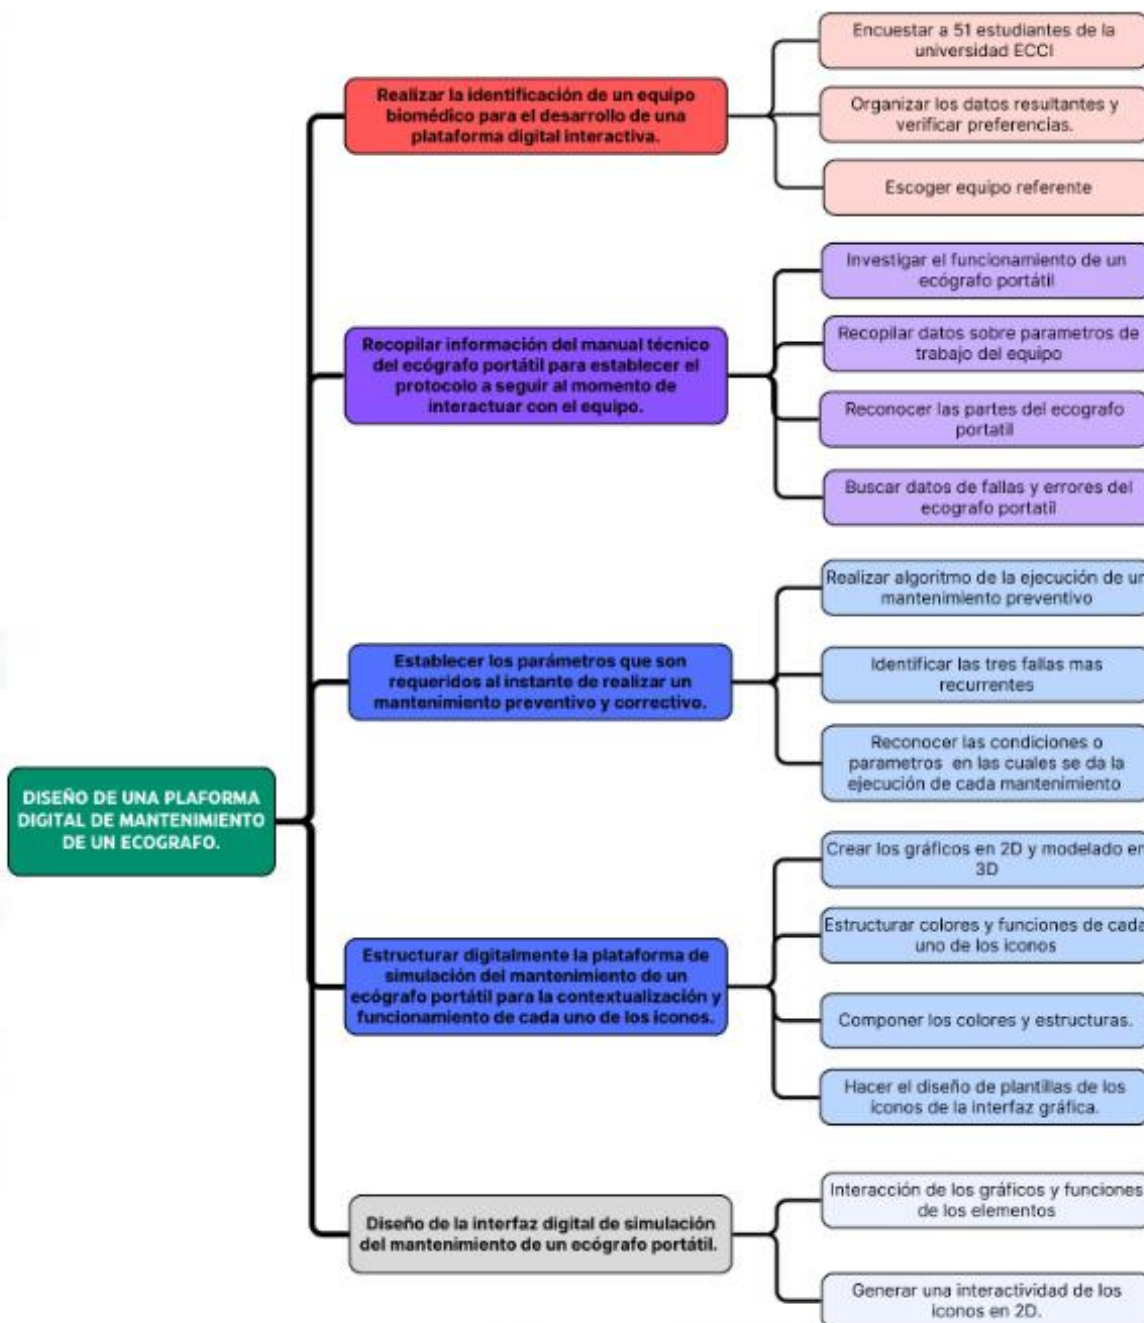 DISEÑO DE UNA PLAFORMA
DIGITAL DE MANTENIMIENTO
DE UN ECOGRAFO.
Realizar la identificación de un equipo
biomédico para el desarrollo de una
plataforma digital interactiva.
Encuestar a 51 estudiantes de la
universidad ECCI
Organizar los datos resultantes y
verificar preferencias.
Escoger equipo referente
Recopilar información del manual técnico
del ecógrafo portátil para establecer el
protocolo a seguir al momento de
interactuar con el equipo.
Investigar el funcionamiento de un
ecógrafo portátil
Recopilar datos sobre parametros de
trabajo del equipo
Reconocer las partes del ecografo
portatil
Buscar datos de fallas y errores del
ecografo portatil
Establecer los parámetros que son
requeridos al instante de realizar un
mantenimiento preventivo y correctivo.
Realizar algoritmo de la ejecución de un
mantenimiento preventivo
Identificar las tres fallas mas
recurrentes
Reconocer las condiciones o
parametros en las cuales se da la
ejecución de cada mantenimiento
Estructurar digitalmente la plataforma de
simulación del mantenimiento de un
ecógrafo portátil para la contextualización y
funcionamiento de cada uno de los iconos.
Crear los gráficos en 2D y modelado en
3D
Estructurar colores y funciones de cada
uno de los iconos
Componer los colores y estructuras.
Hacer el diseño de plantillas de los
iconos de la interfaz gráfica.
Diseño de la interfaz digital de simulación
del mantenimiento de un ecógrafo portátil.
Interacción de los gráficos y funciones
de los elementos
Generar una interactividad de los
iconos en 2D.